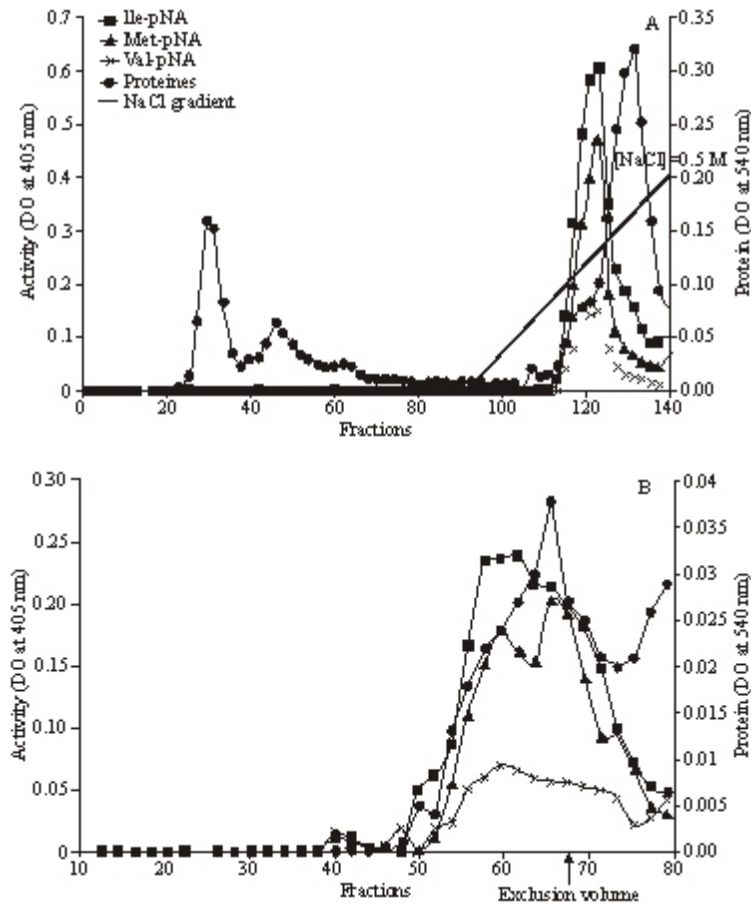 Ile-pNA
Met-pNA
Val-pNA
Proteines
NaCl gradient
A
[NaCl] 0.5 M
Activity (DO at 405 nm)
0.7
0.6
0.5
0.4
0.3
0.2
0.1
0
Protein (DO at 540 nm)
0.35
0.30
0.25
0.20
0.15
0.10
0.05
0.00
0 20 40 60 80 100 120 140
Fractions
B
Activity (DO at 405 nm)
0.30
0.25
0.20
0.15
0.10
0.05
0
Protein (DO at 540 nm)
0.04
0.035
0.03
0.025
0.02
0.015
0.01
0.005
0.00
10 20 30 40 50 60 70 80
Fractions
Exclusion volume